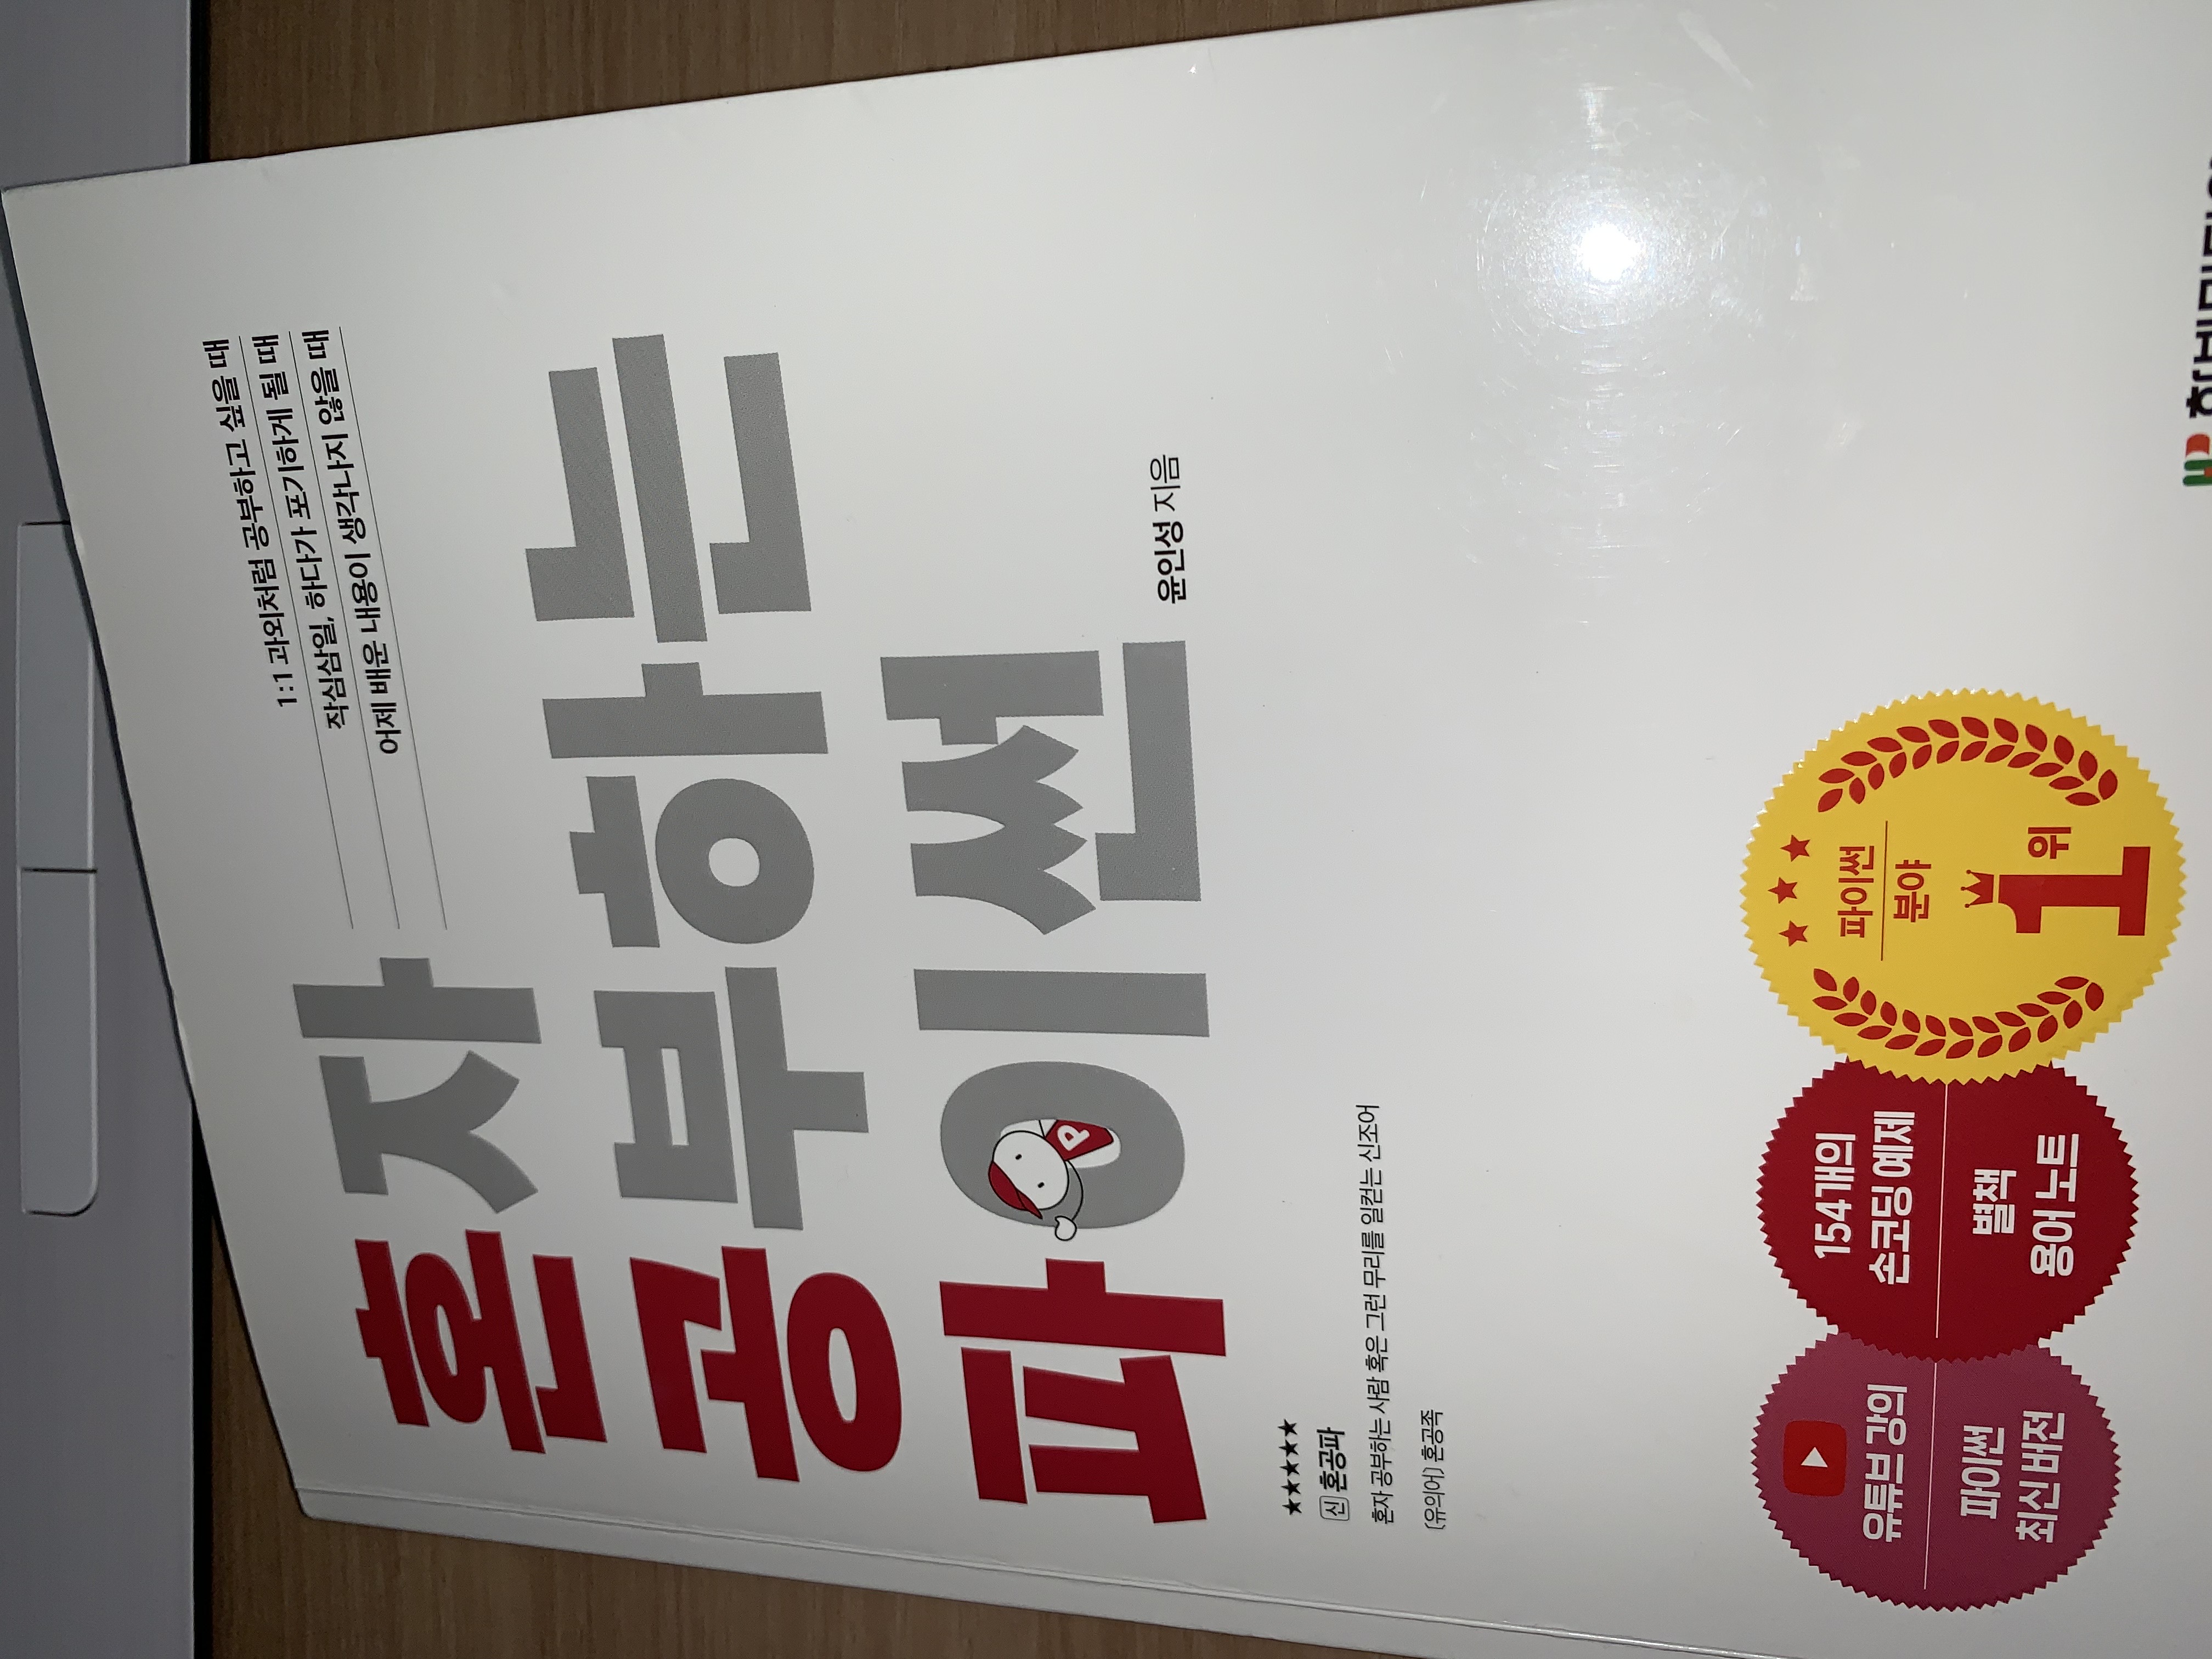 1:1 과외처럼 공부하고 싶을 때
작심삼일, 하다가 포기하게 될 때
어제 배운 내용이 생각나지 않을 때
혼자
공부하는
파이썬
P
윤인성 지음
★★★★★
신 혼공파
혼자 공부하는 사람 혹은 그런 무리를 일컫는 신조어
[유의어] 혼공족
유튜브 강의
파이썬
최신 버전
154개의
손코딩 예제
별책
용어 노트
파이썬
분야
1위